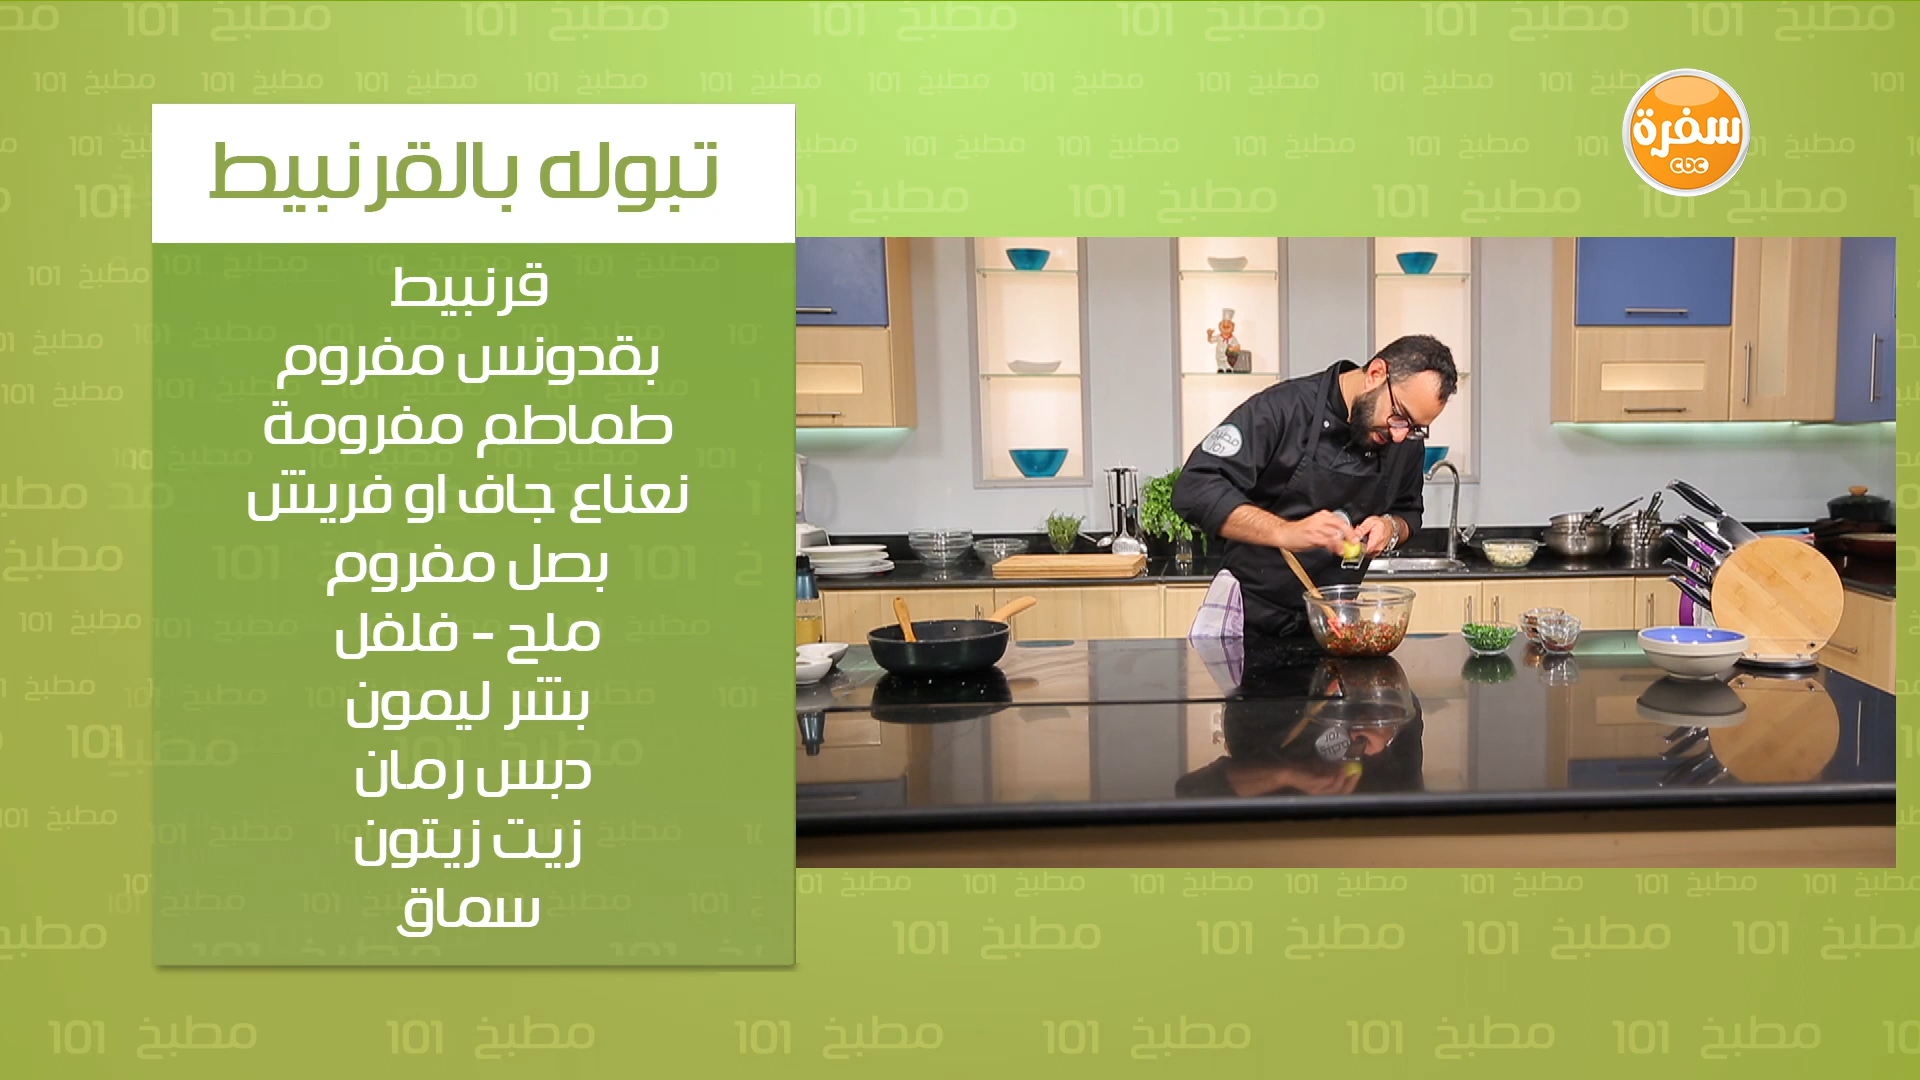 تبوله بالقرنبيط
قرنبيط
بقدونس مفروم
طماطم مفرومة
نعناع جاف او فريش
بصل مفروم
ملح - فلفل
بشر ليمون
دبس رمان
زيت زيتون
سماق
سفرة
cbc
مطبخ 101